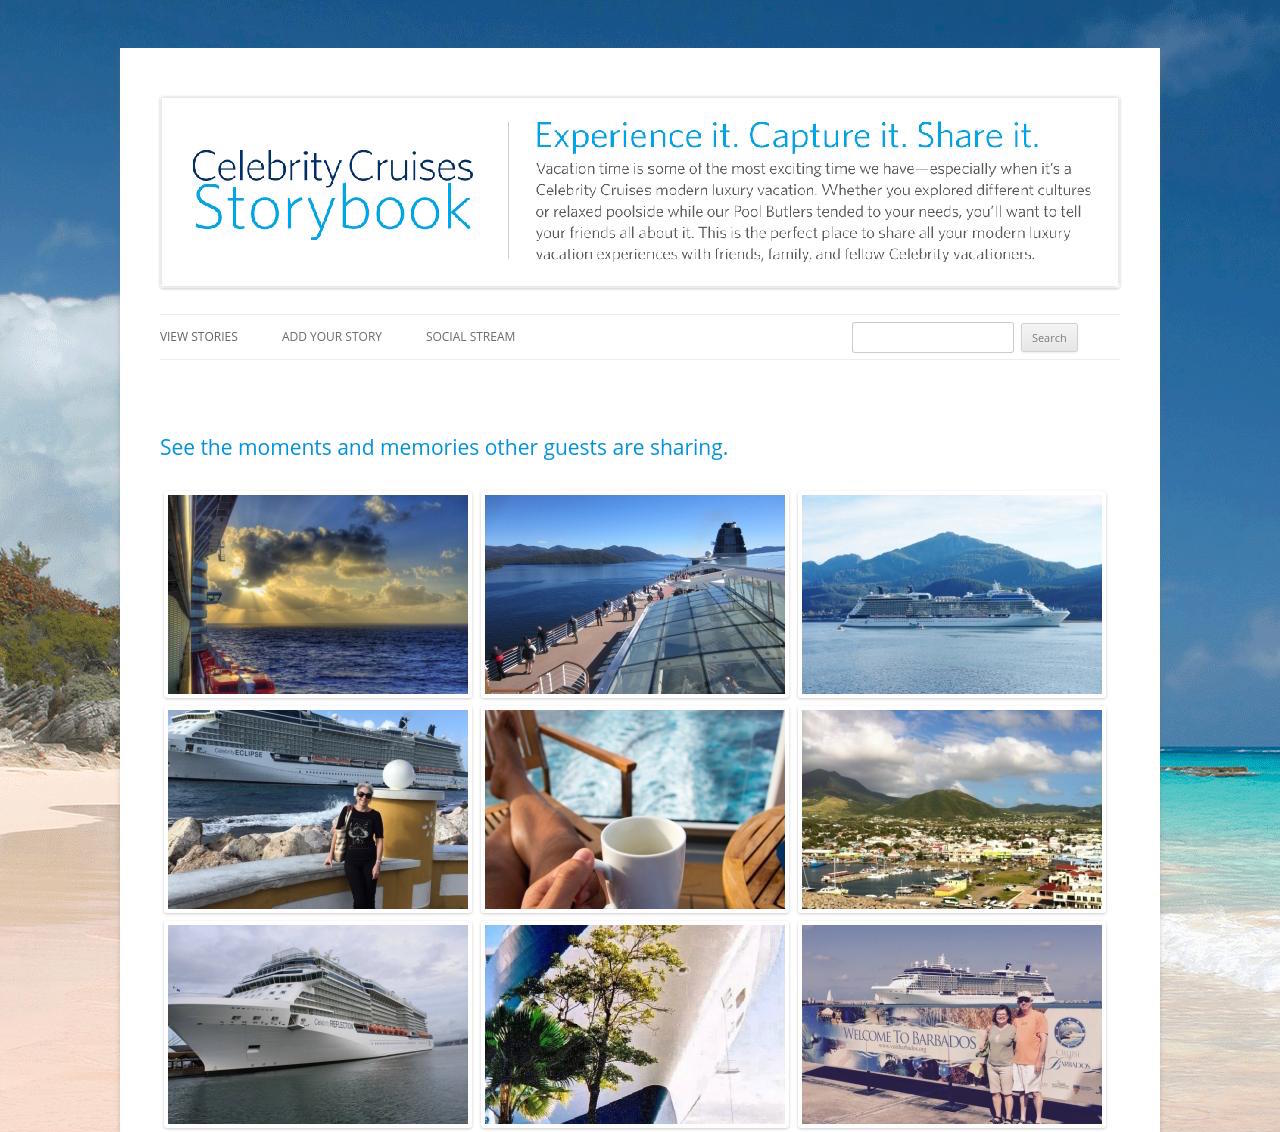 Celebrity Cruises
Storybook
Experience it. Capture it. Share it.
Vacation time is some of the most exciting time we have—especially when it's a
Celebrity Cruises modern luxury vacation. Whether you explored different cultures
or relaxed poolside while our Pool Butlers tended to your needs, you'll want to tell
your friends all about it. This is the perfect place to share all your modern luxury
vacation experiences with friends, family, and fellow Celebrity vacationers.
VIEW STORIES ADD YOUR STORY SOCIAL STREAM Search
See the moments and memories other guests are sharing.
Celebrity ECLIPSE
Celebrity REFLECTION
WELCOME TO BARBADOS
www.visitbarbados.org
CRUISE
BARBADOS